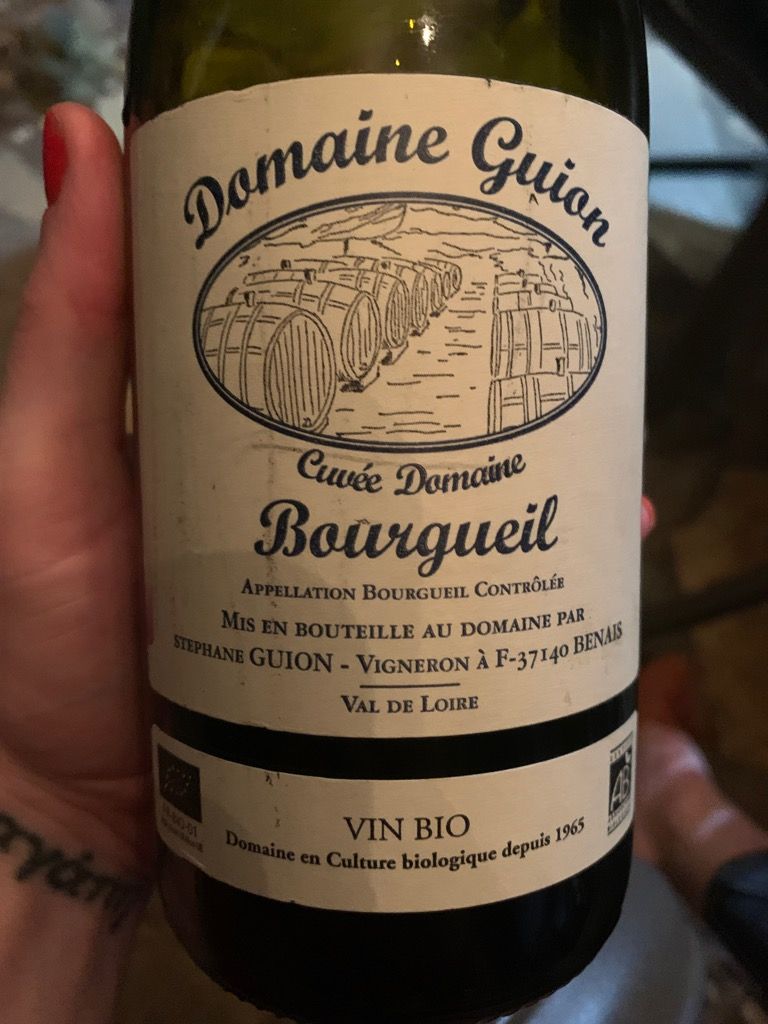 Domaine Guion
Cuvée Domaine
Bourgueil
APPELLATION BOURGUEIL CONTRÔLÉE
MIS EN BOUTEILLE AU DOMAINE PAR
STEPHANE GUION - VIGNERON À F-37140 BENAIS
VAL DE LOIRE
AB
VIN BIO
Domaine en Culture biologique depuis 1965